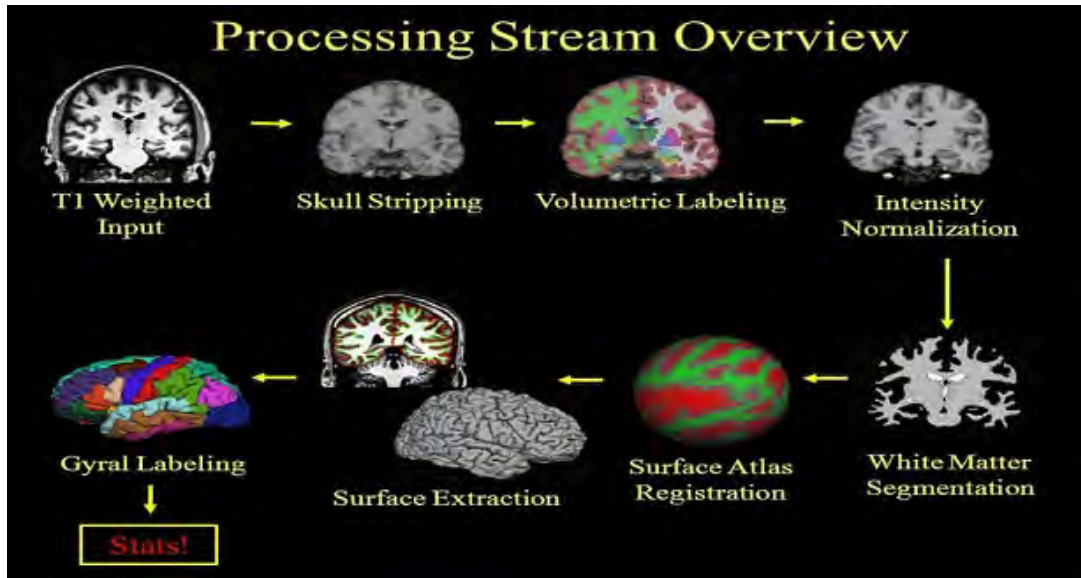 Processing Stream Overview
T1 Weighted
Input
Skull Stripping
Volumetric Labeling
Intensity
Normalization
Gyral Labeling
Surface Extraction
Surface Atlas
Registration
White Matter
Segmentation
Stats!